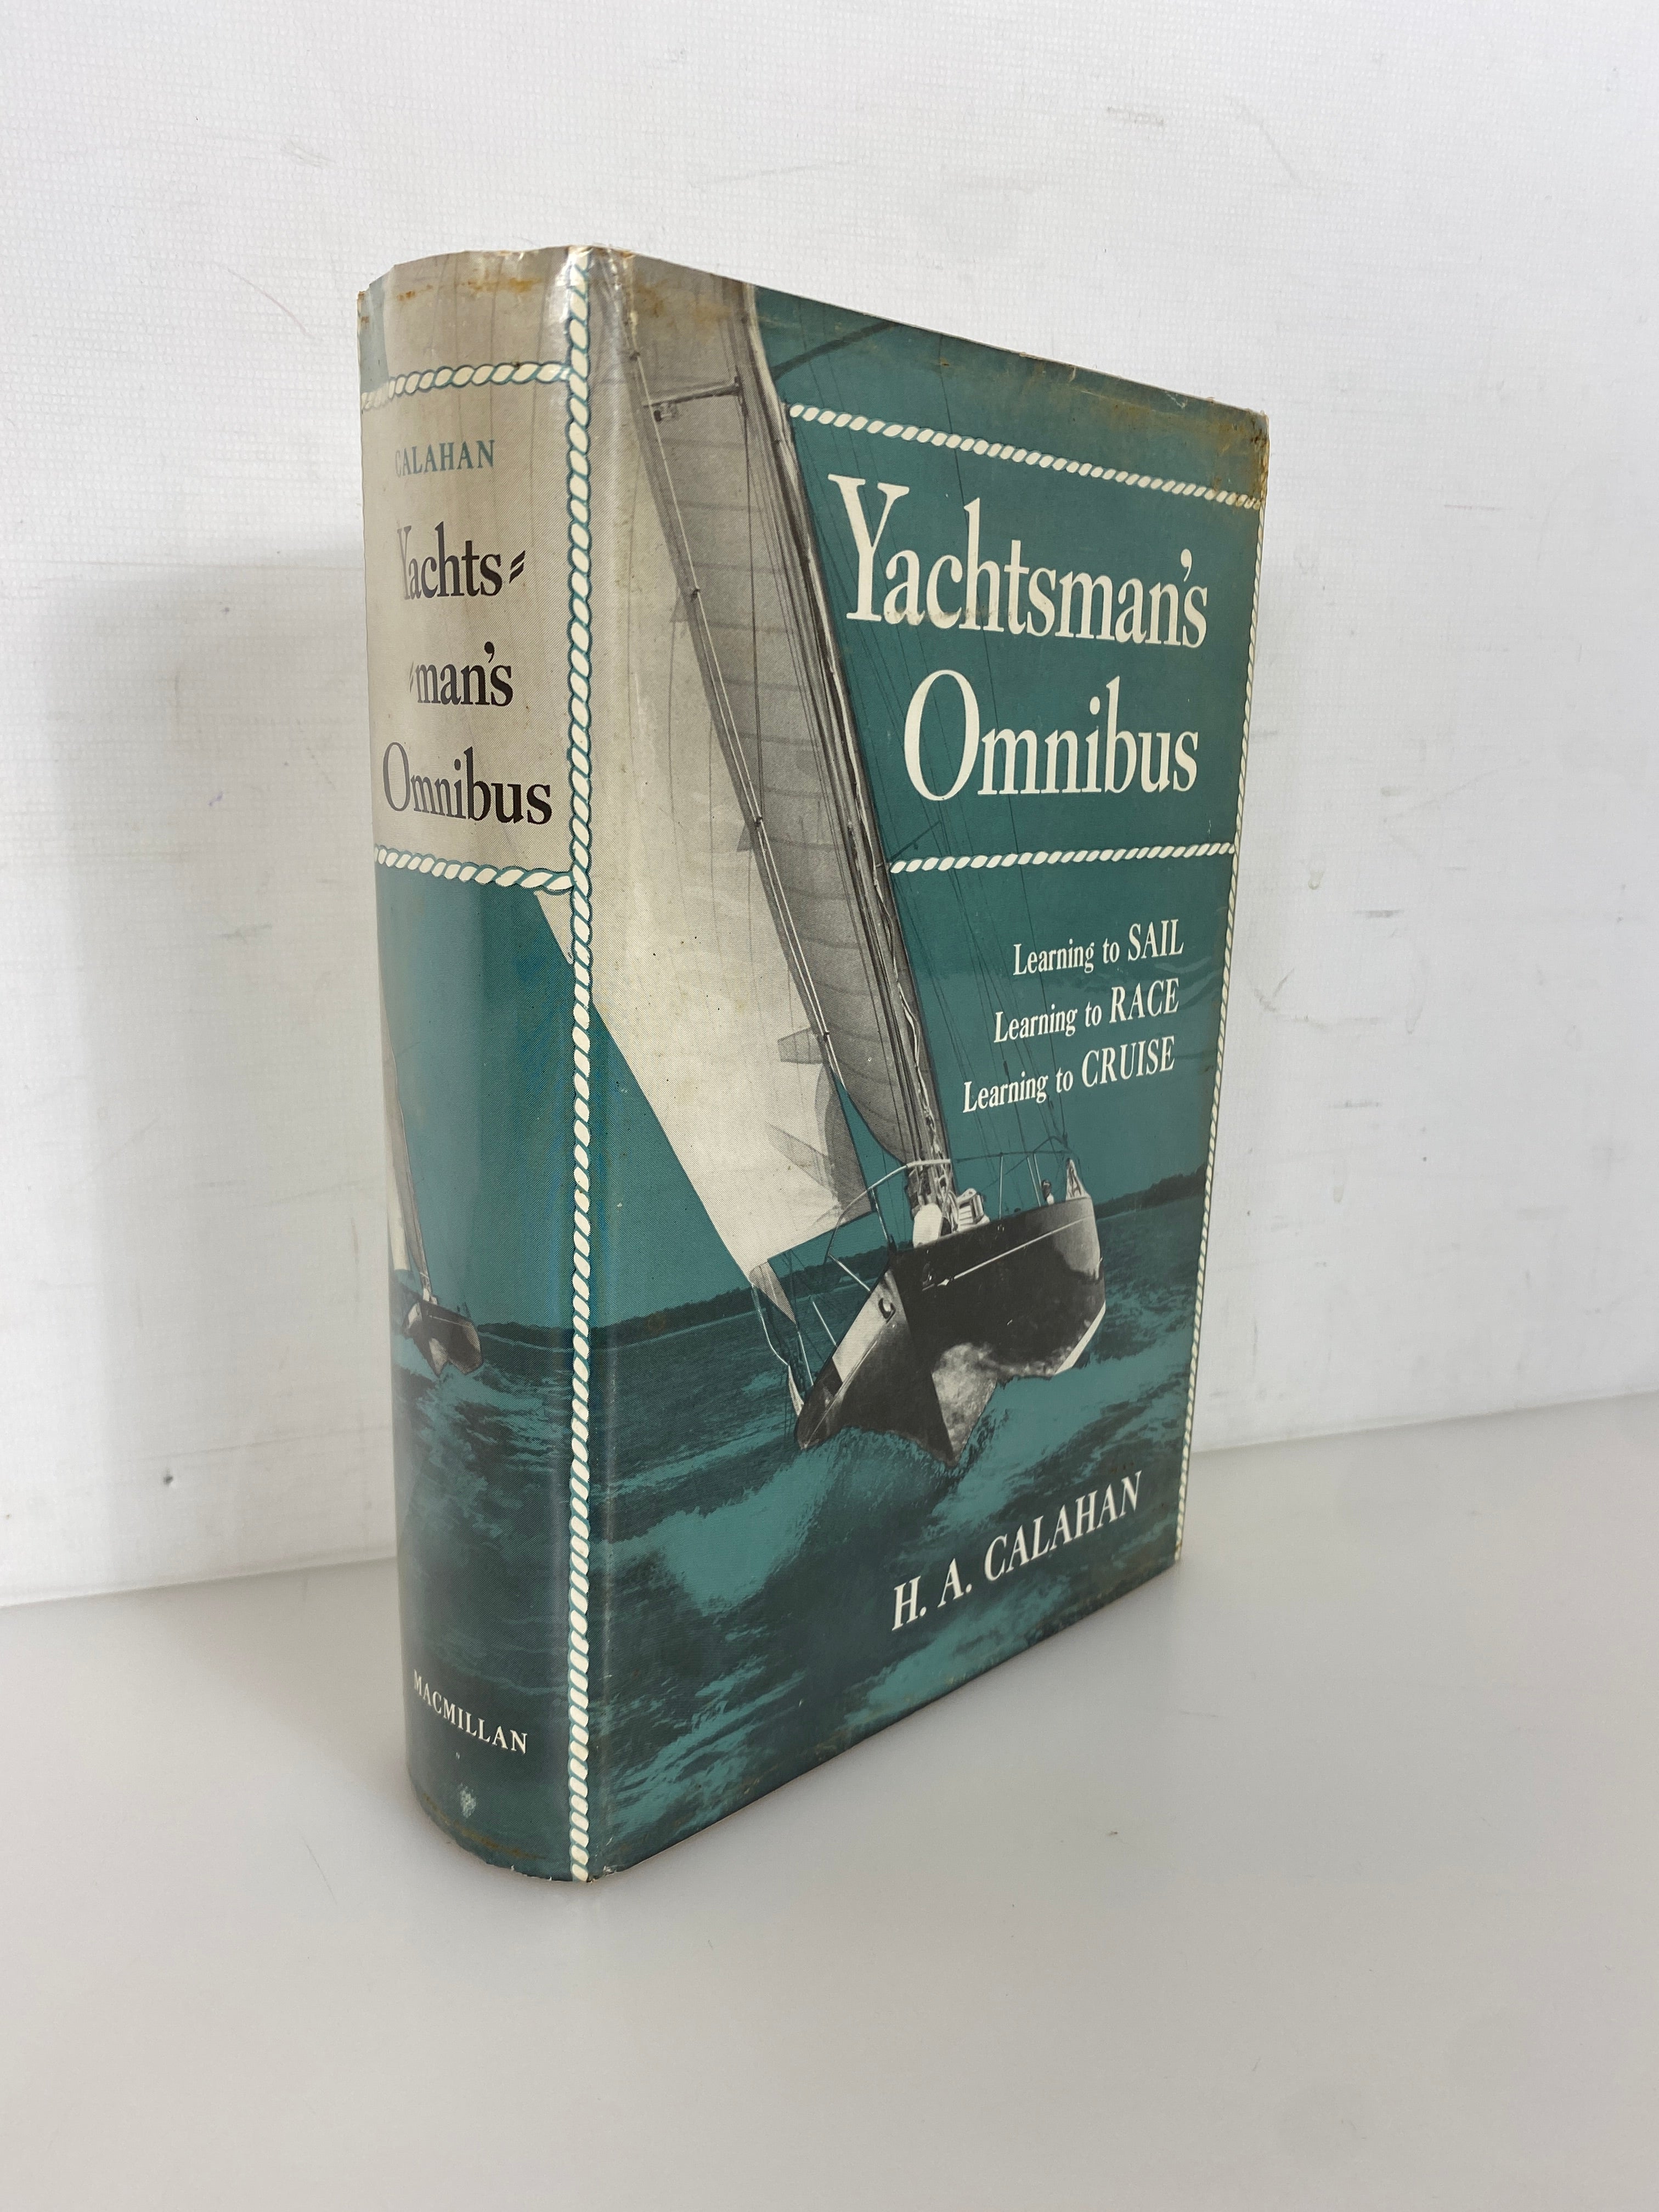 CALAHAN
Yachts=
=man's
Omnibus
MACMILLAN
Yachtsman's
Omnibus
Learning to SAIL
Learning to RACE
Learning to CRUISE
H. A. CALAHAN